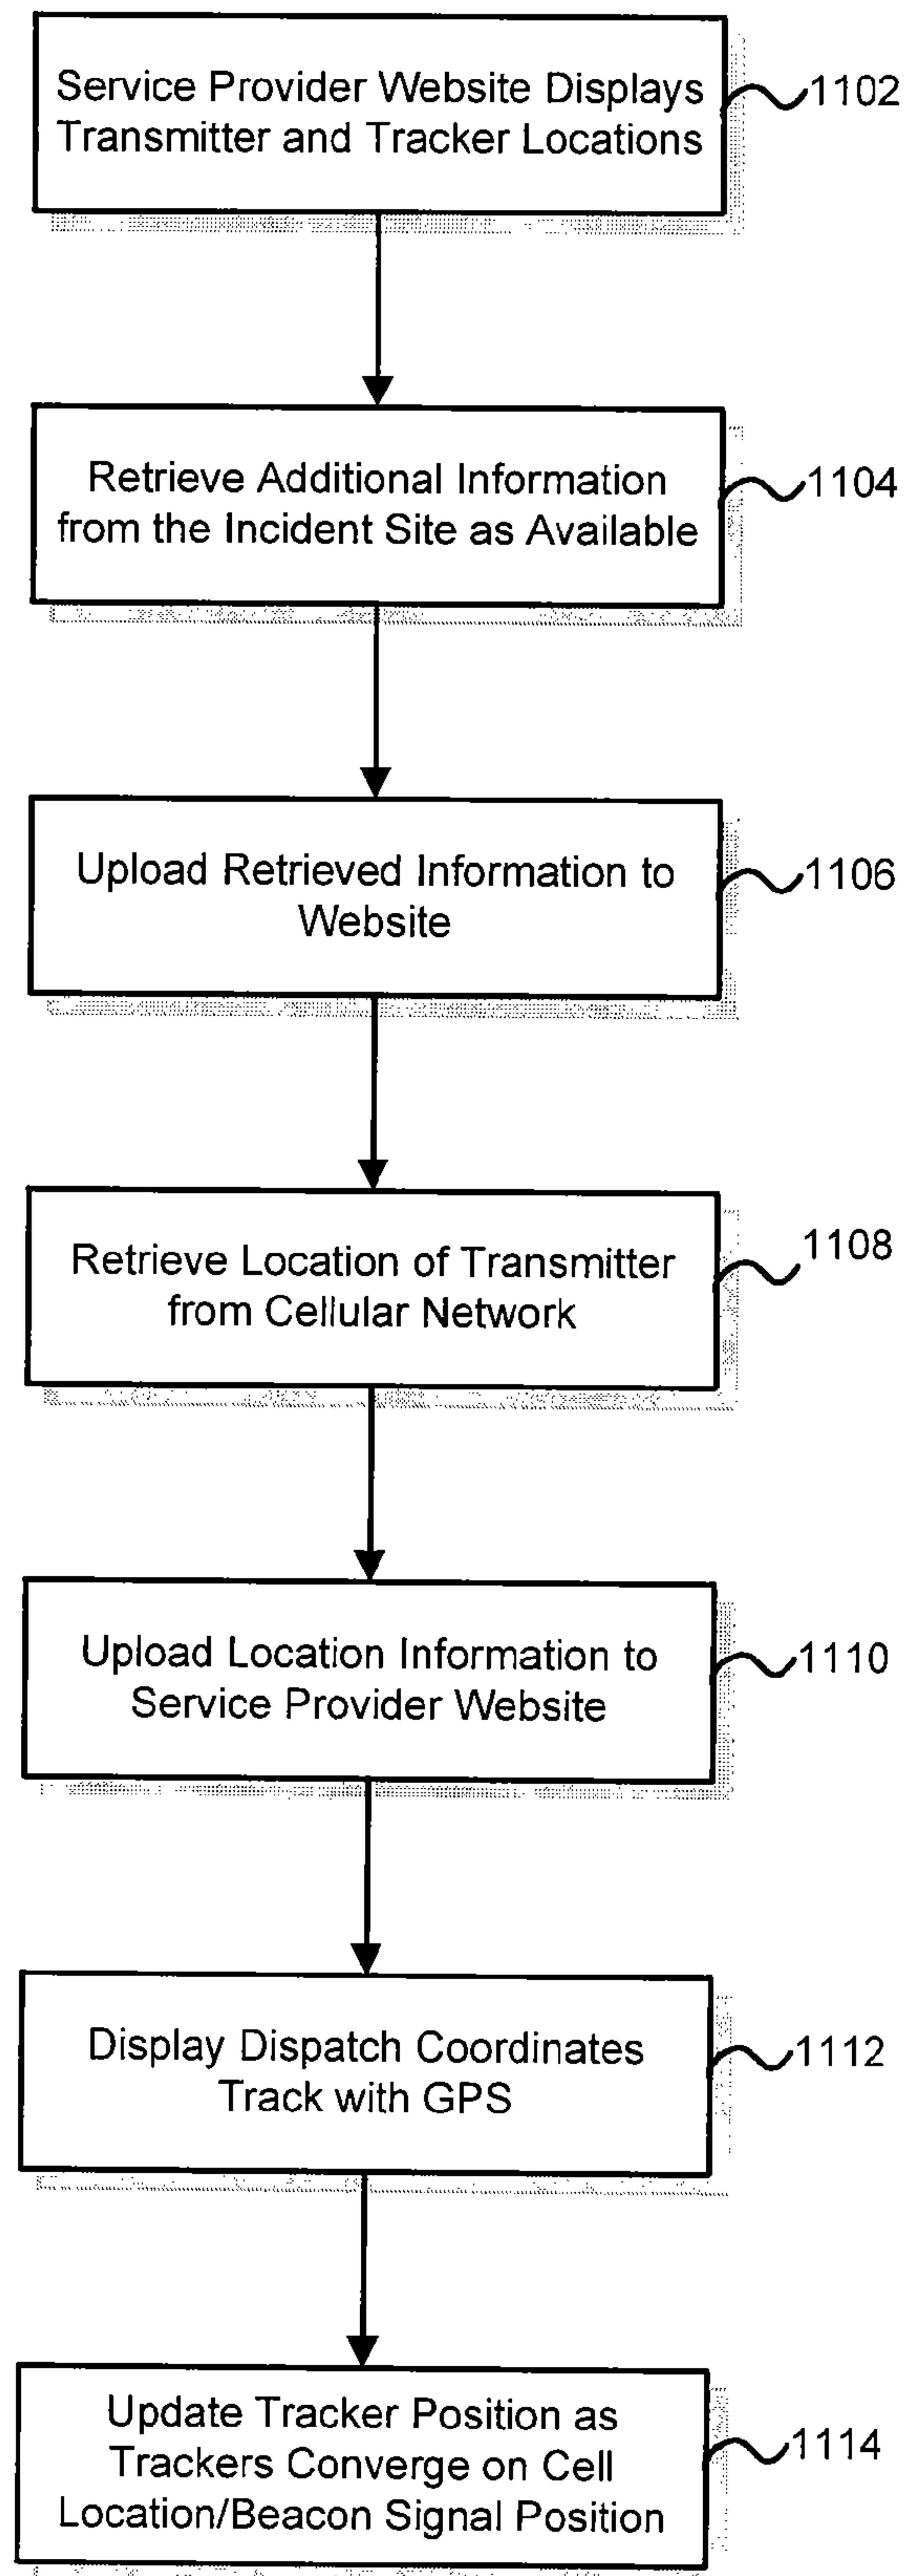 Service Provider Website Displays
Transmitter and Tracker Locations
1102
Retrieve Additional Information
from the Incident Site as Available
1104
Upload Retrieved Information to
Website
1106
Retrieve Location of Transmitter
from Cellular Network
1108
Upload Location Information to
Service Provider Website
1110
Display Dispatch Coordinates
Track with GPS
1112
Update Tracker Position as
Trackers Converge on Cell
Location/Beacon Signal Position
1114